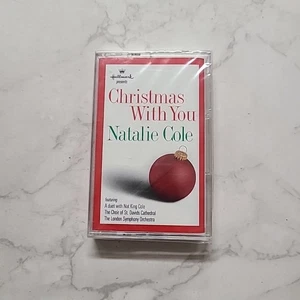 Hallmark
presents
Christmas
With You
Natalie Cole
featuring
A duet with Nat King Cole
The Choir of St. Davids Cathedral
The London Symphony Orchestra